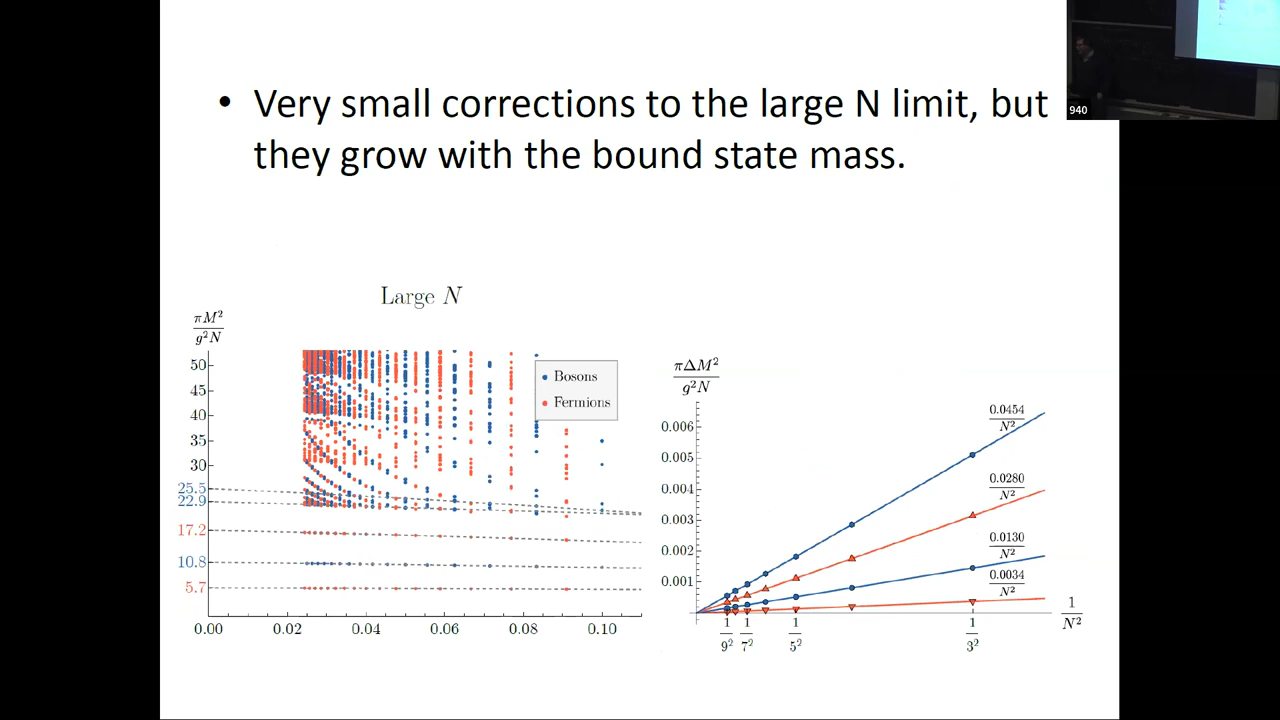 • Very small corrections to the large N limit, but
they grow with the bound state mass.
940
Large N
πM²/g²N
50
45
40
35
30
25.5
22.9
17.2
10.8
5.7
0.00 0.02 0.04 0.06 0.08 0.10
• Bosons
• Fermions
πΔM²/g²N
0.006
0.005
0.004
0.003
0.002
0.001
0.0454/N²
0.0280/N²
0.0130/N²
0.0034/N²
1/9² 1/7² 1/5² 1/3²
1/N²